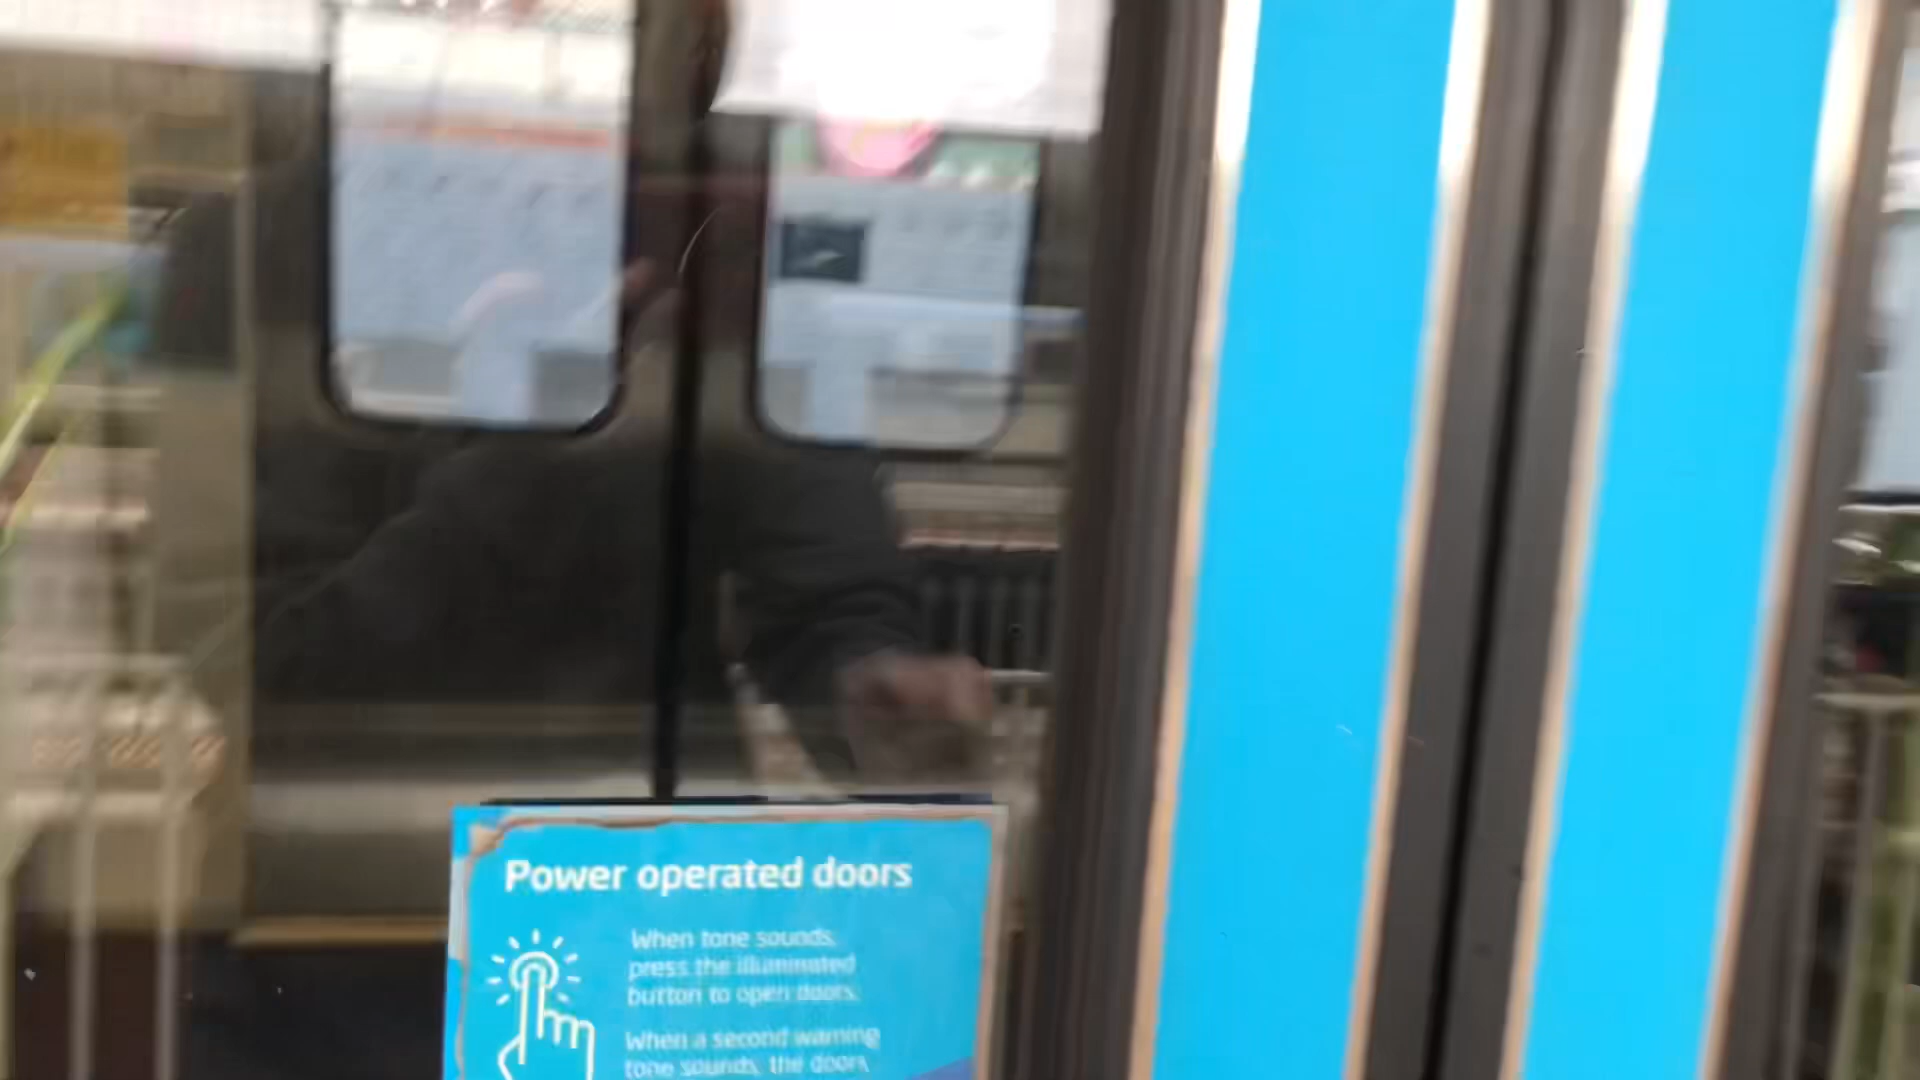 Power operated doors
When tone sounds,
press the illuminated
button to open doors.
When a second warning
tone sounds, the doors